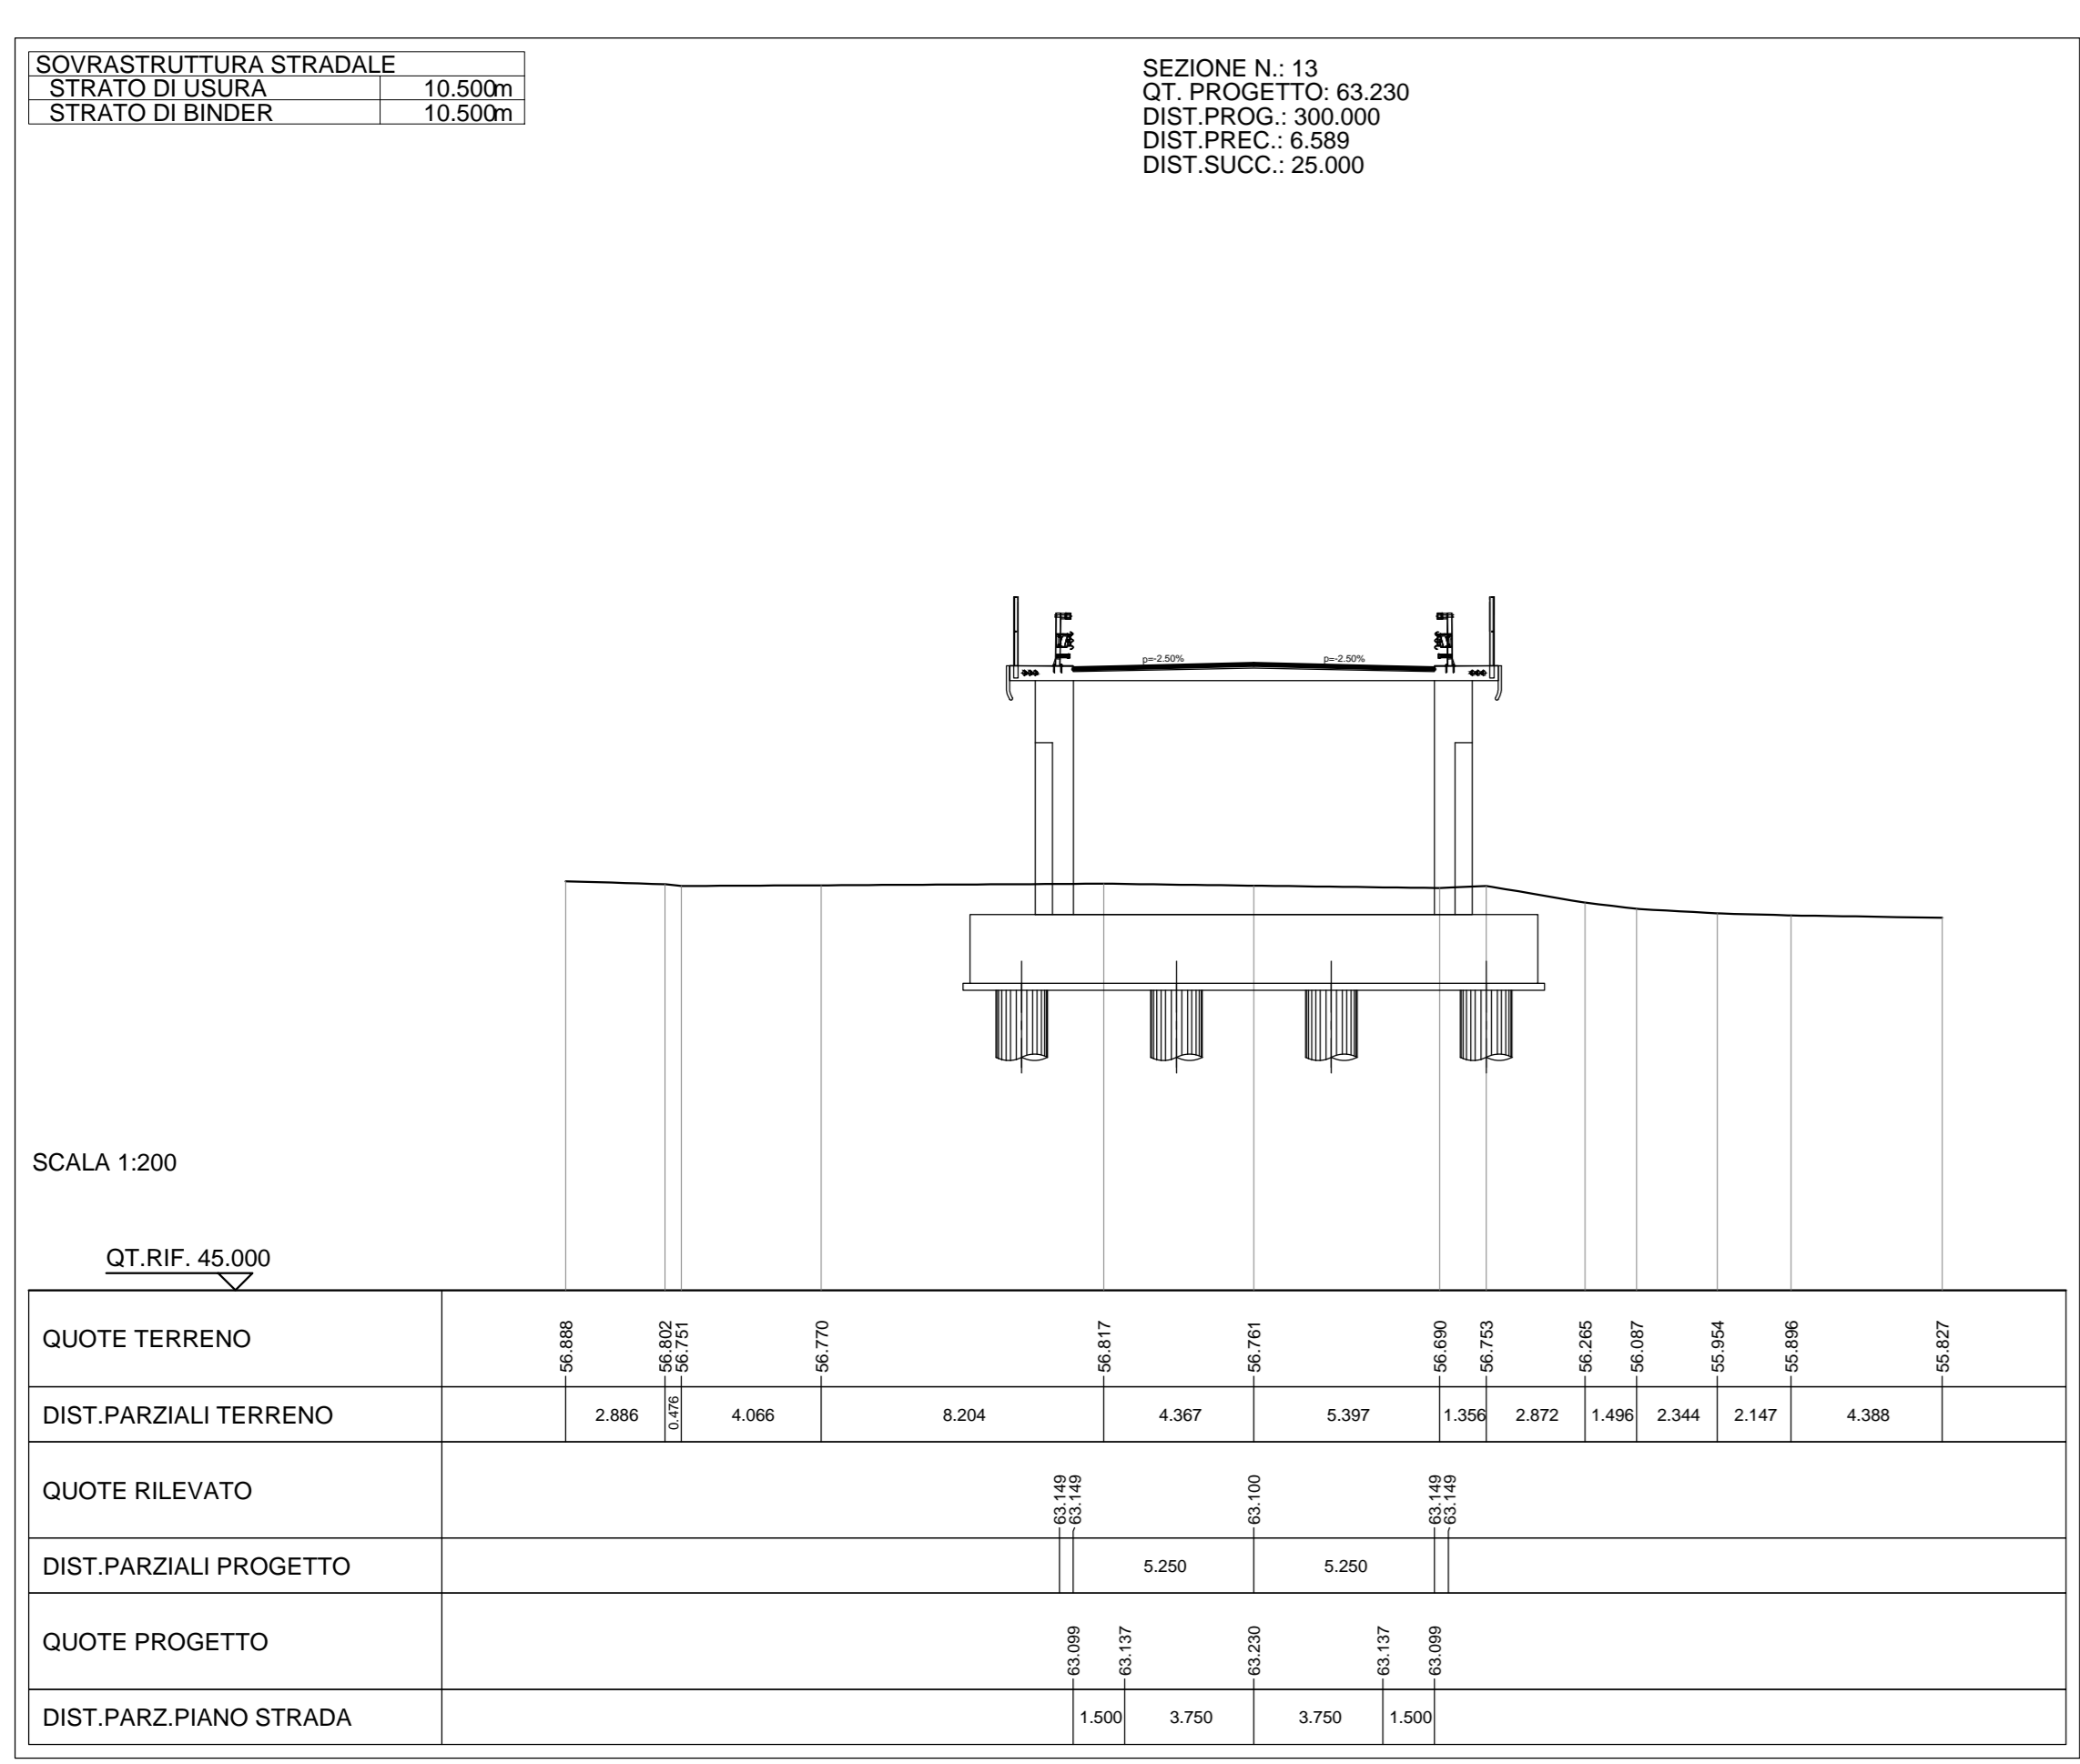 SOVRASTRUTTURA STRADALE
STRATO DI USURA 10.500m
STRATO DI BINDER 10.500m
SEZIONE N.: 13
QT. PROGETTO: 63.230
DIST.PROG.: 300.000
DIST.PREC.: 6.589
DIST.SUCC.: 25.000
p=-2.50% p=-2.50%
SCALA 1:200
QT.RIF. 45.000
QUOTE TERRENO 56.888 56.802 56.751 56.770 56.817 56.761 56.690 56.753 56.265 56.087 55.954 55.896 55.827
DIST.PARZIALI TERRENO 2.886 0.476 4.066 8.204 4.367 5.397 1.356 2.872 1.496 2.344 2.147 4.388
QUOTE RILEVATO 63.149 63.149 63.100 63.149 63.149
DIST.PARZIALI PROGETTO 5.250 5.250
QUOTE PROGETTO 63.099 63.137 63.230 63.137 63.099
DIST.PARZ.PIANO STRADA 1.500 3.750 3.750 1.500